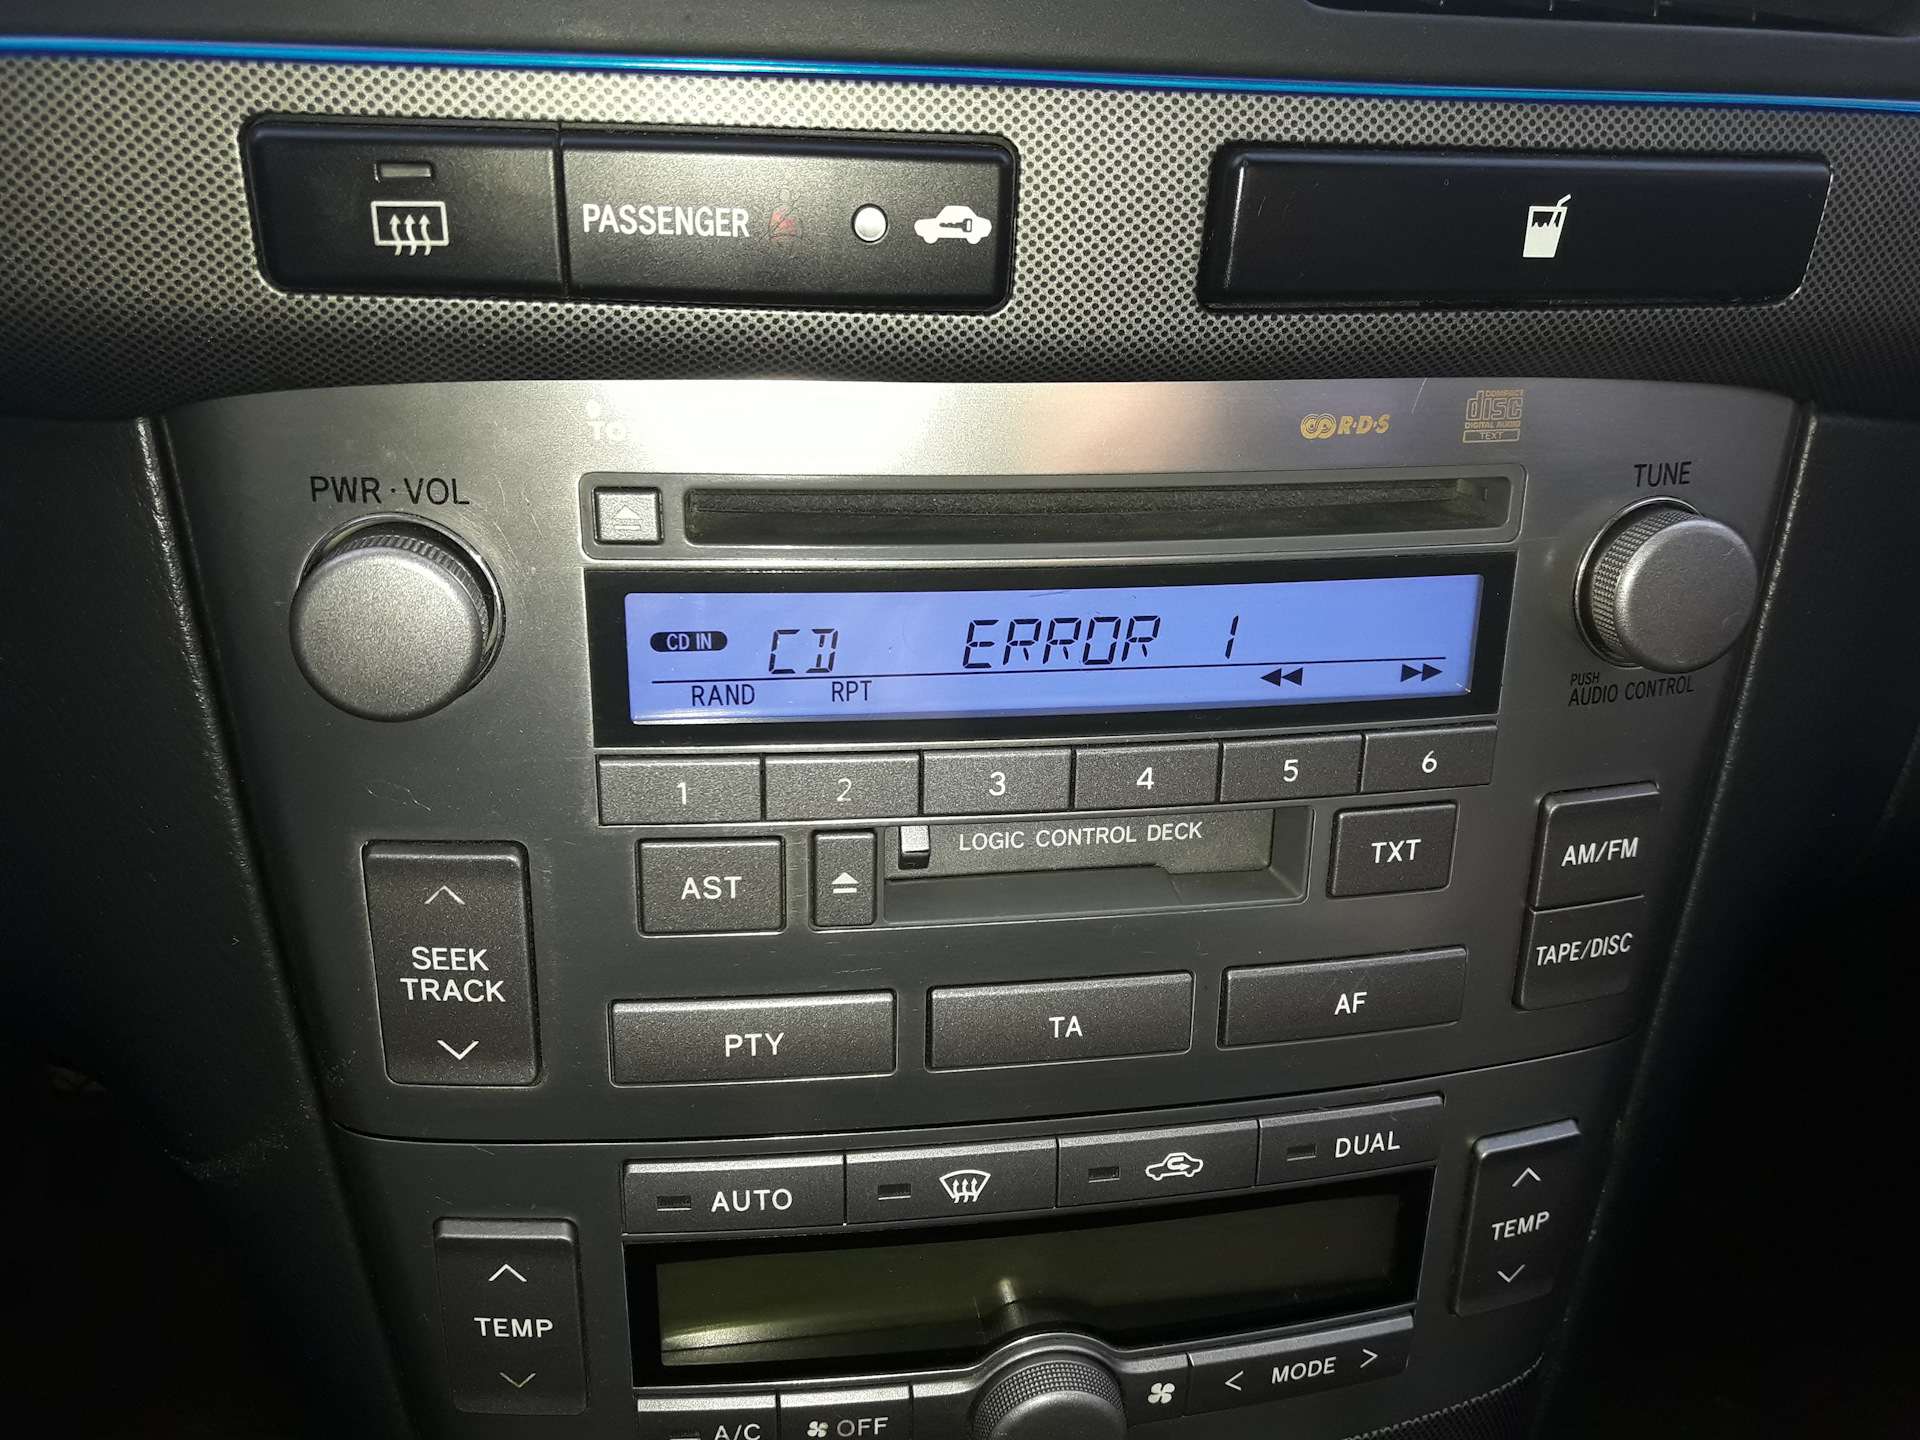 PASSENGER
R·D·S
COMPACT
disc
DIGITAL AUDIO
TEXT
PWR · VOL
TUNE
CD IN CD ERROR 1
RAND RPT
PUSH
AUDIO CONTROL
1 2 3 4 5 6
LOGIC CONTROL DECK
AST
TXT
AM/FM
SEEK
TRACK
TAPE/DISC
PTY
TA
AF
AUTO
DUAL
TEMP
TEMP
MODE
A/C
OFF